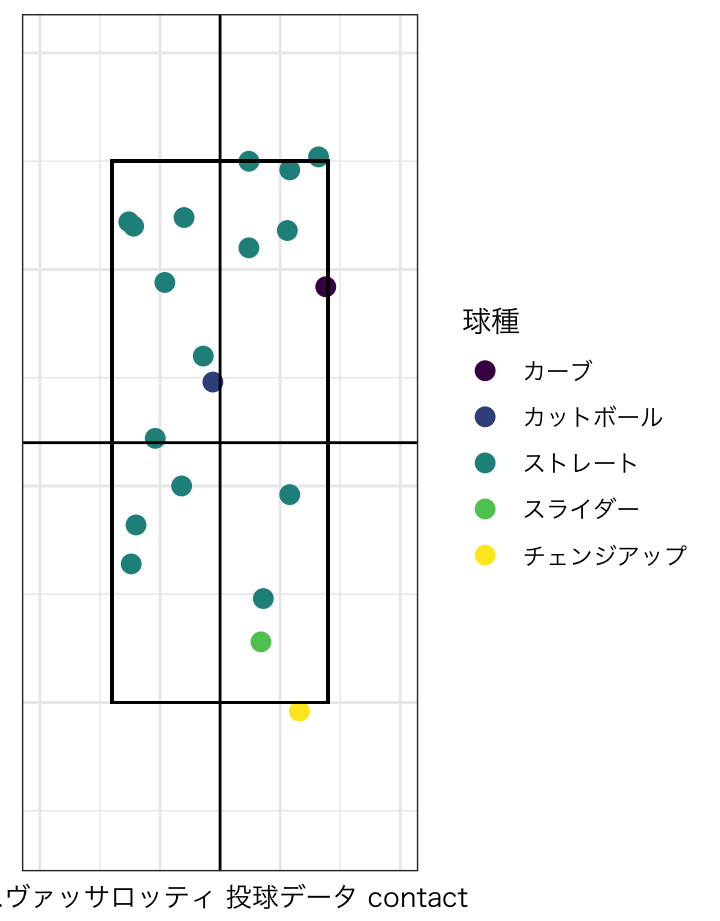 球種
カーブ
カットボール
ストレート
スライダー
チェンジアップ
.ヴァッサロッティ 投球データ contact